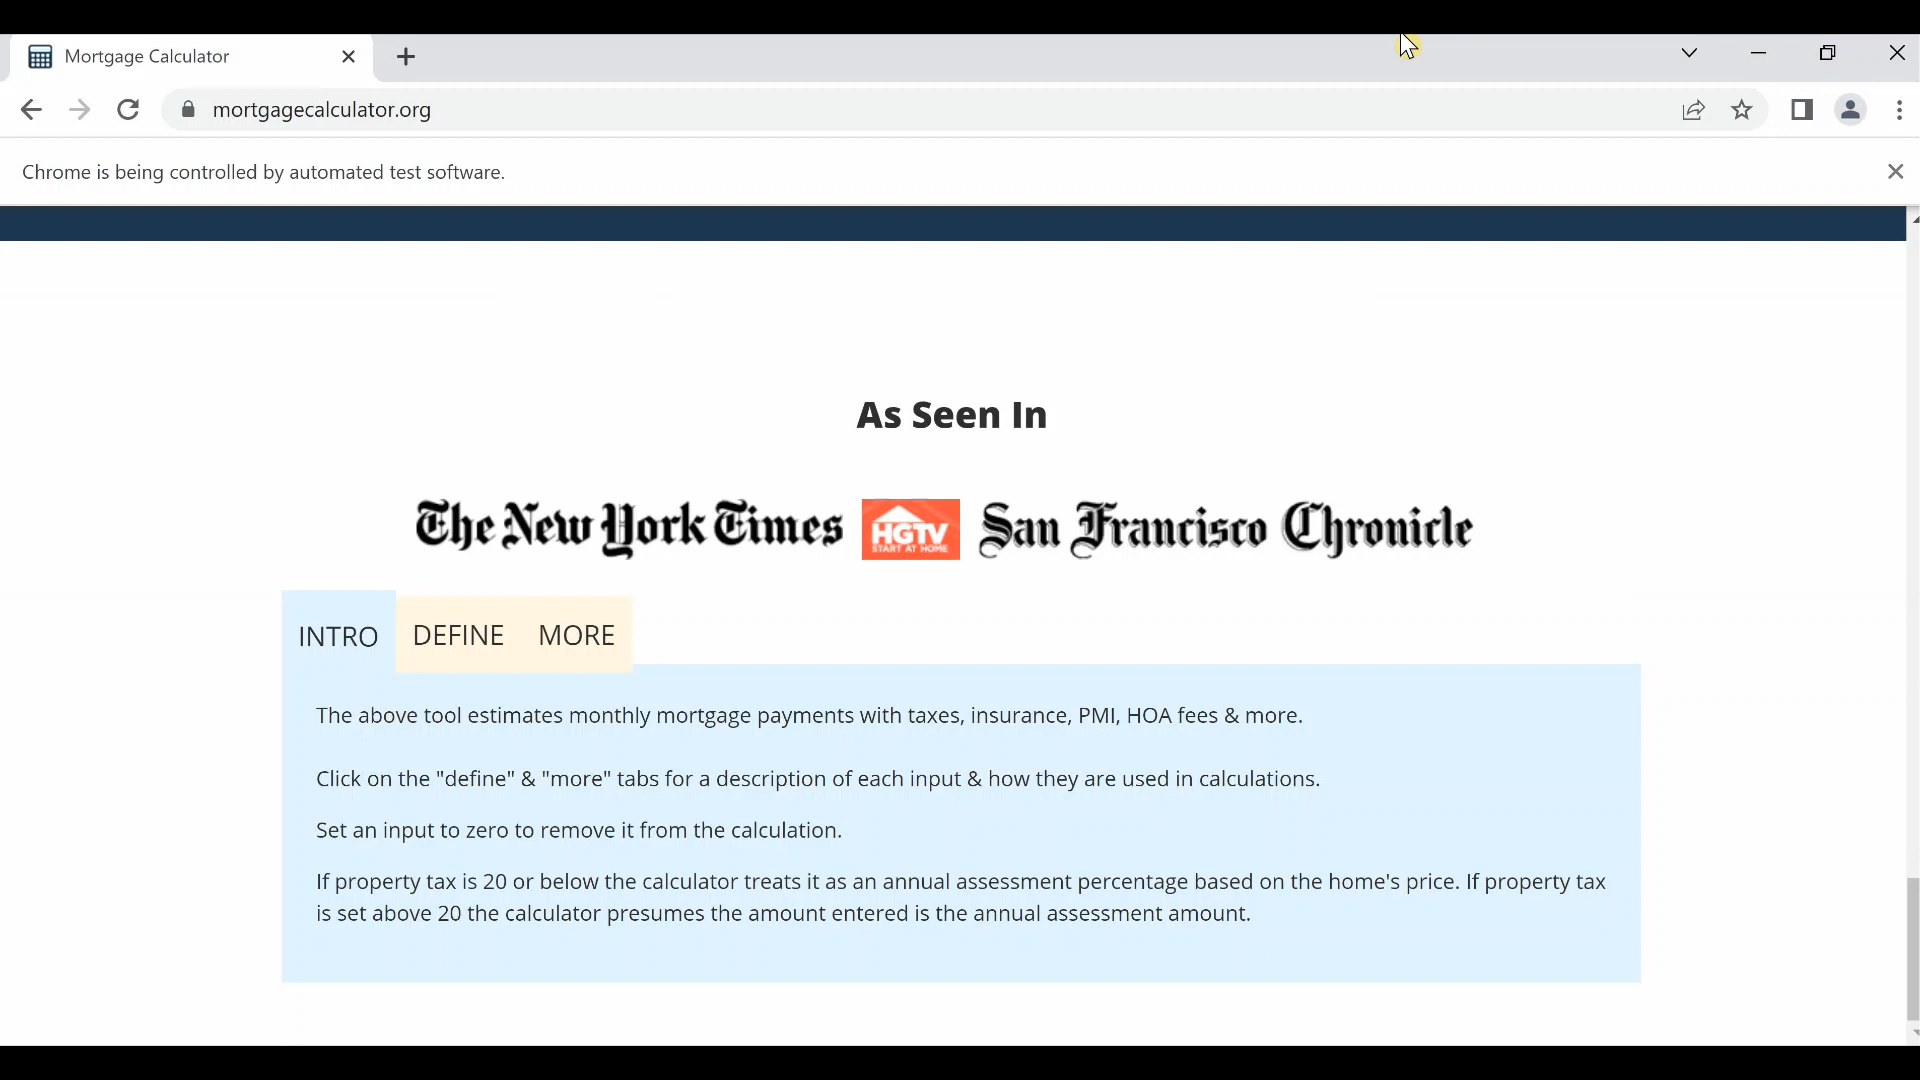 Mortgage Calculator
mortgagecalculator.org
Chrome is being controlled by automated test software.
As Seen In
The New York Times
HGTV
START AT HOME
San Francisco Chronicle
INTRO DEFINE MORE
The above tool estimates monthly mortgage payments with taxes, insurance, PMI, HOA fees & more.
Click on the "define" & "more" tabs for a description of each input & how they are used in calculations.
Set an input to zero to remove it from the calculation.
If property tax is 20 or below the calculator treats it as an annual assessment percentage based on the home's price. If property tax
is set above 20 the calculator presumes the amount entered is the annual assessment amount.